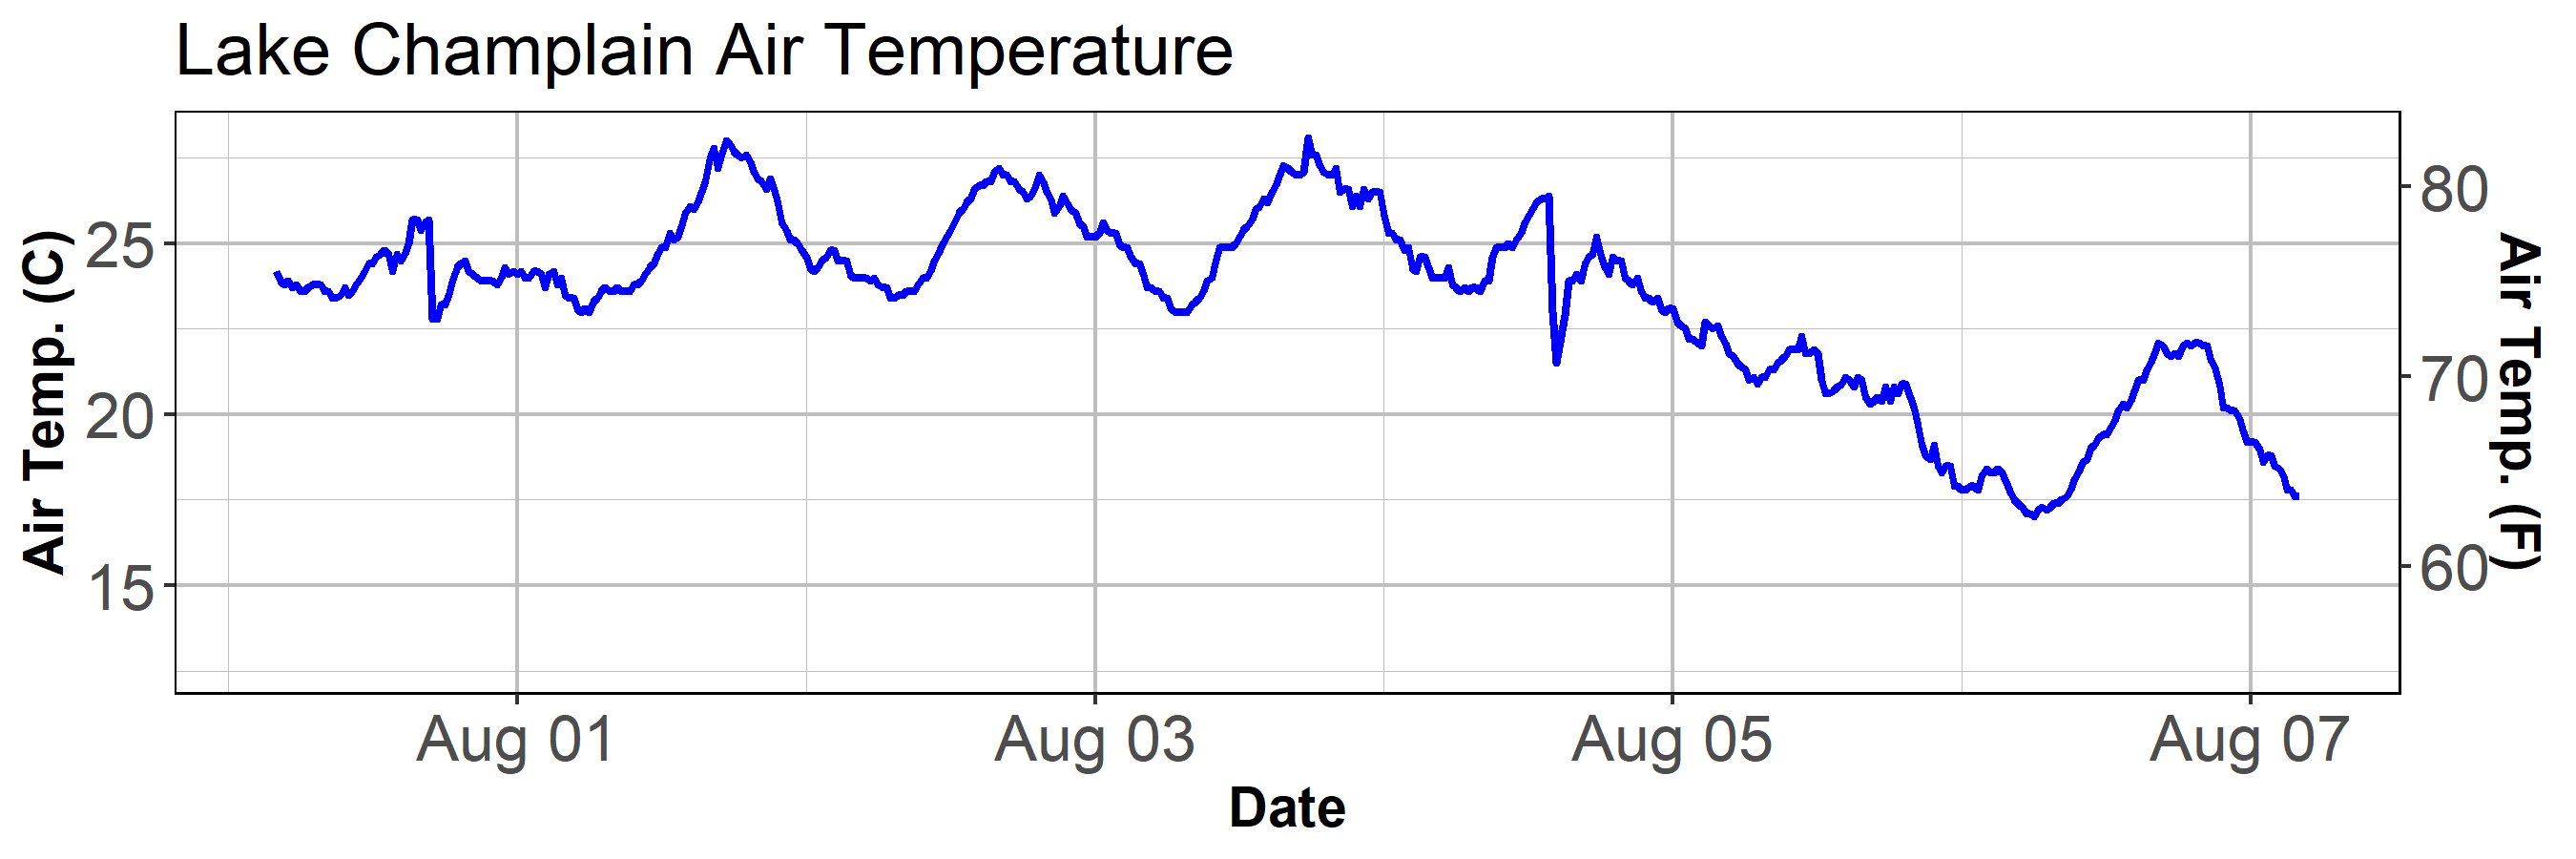 Lake Champlain Air Temperature
Air Temp. (C)
25
20
15
80
70
60
Air Temp. (F)
Aug 01
Aug 03
Aug 05
Aug 07
Date